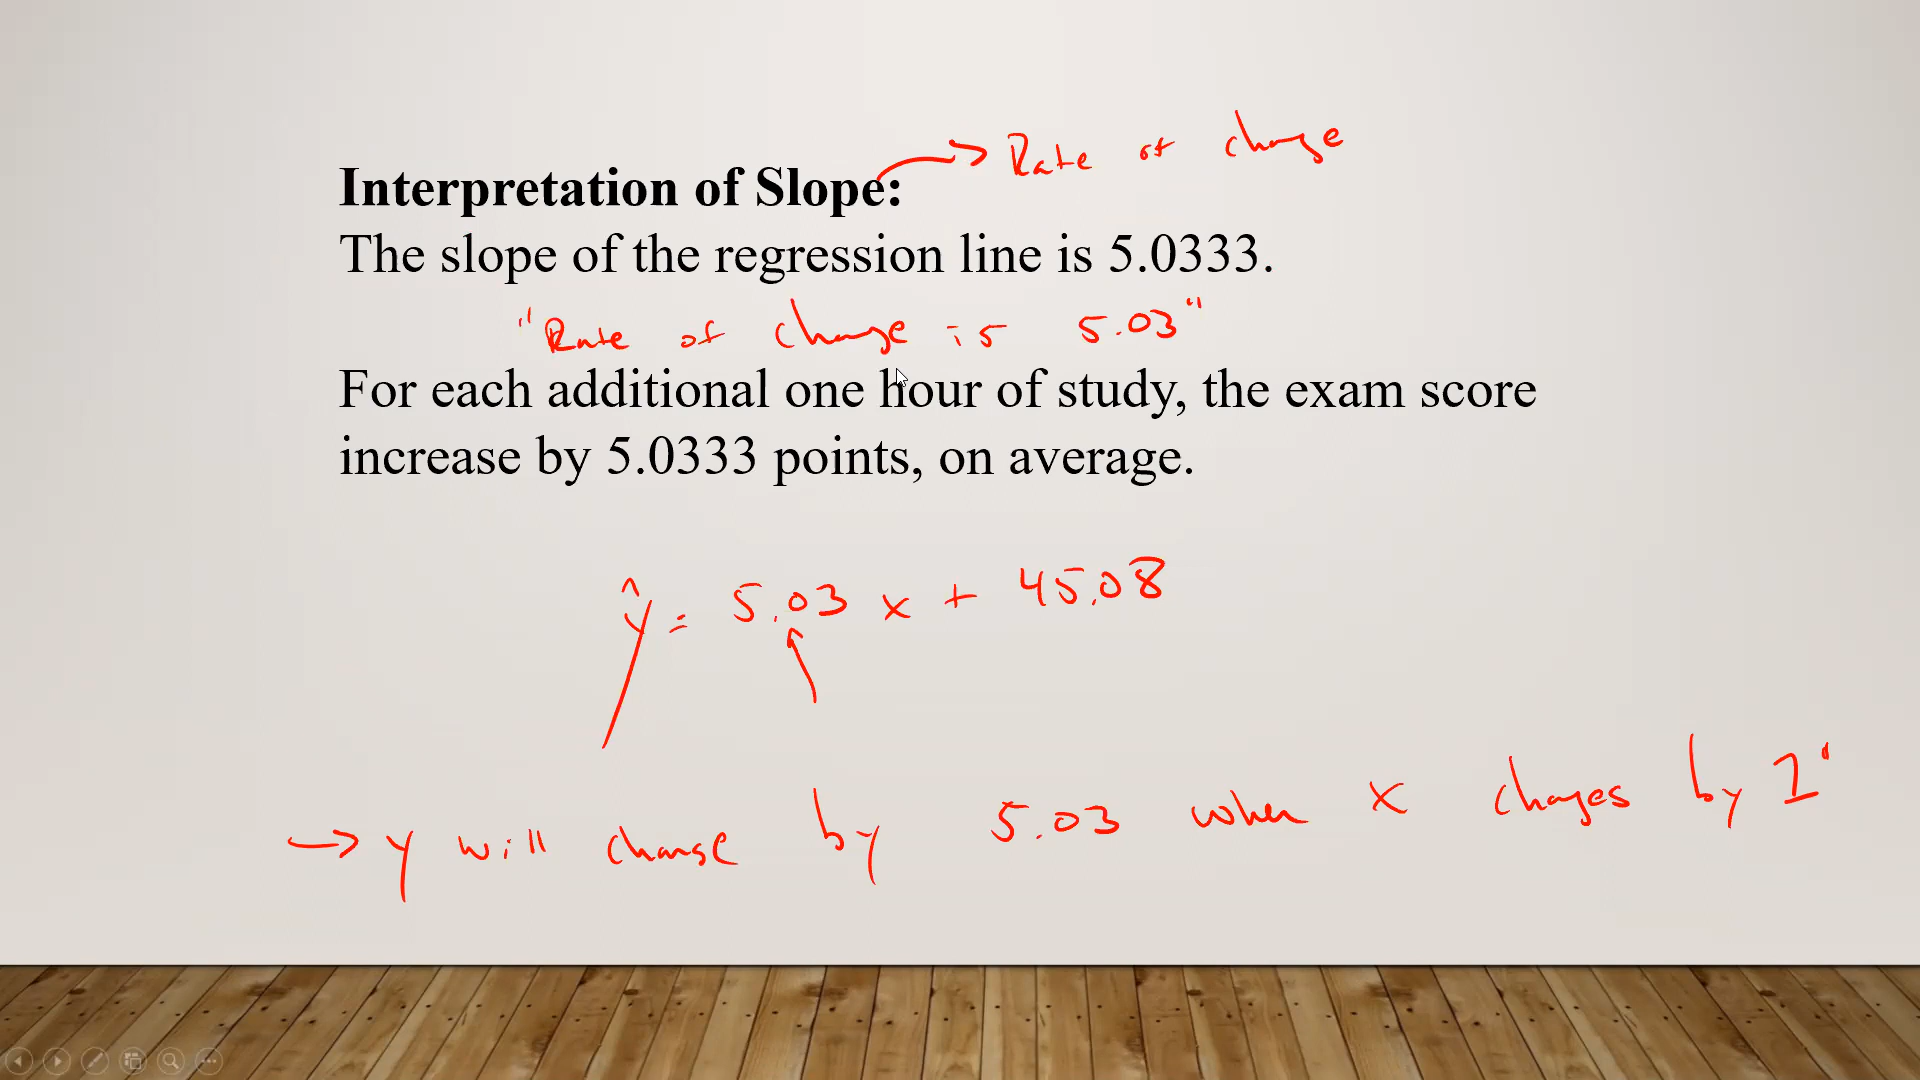 Rate of change
Interpretation of Slope:
The slope of the regression line is 5.0333.
"Rate of change is 5.03"
For each additional one hour of study, the exam score
increase by 5.0333 points, on average.
ŷ = 5.03 x + 45.08
→ y will change by 5.03 when x changes by 1"